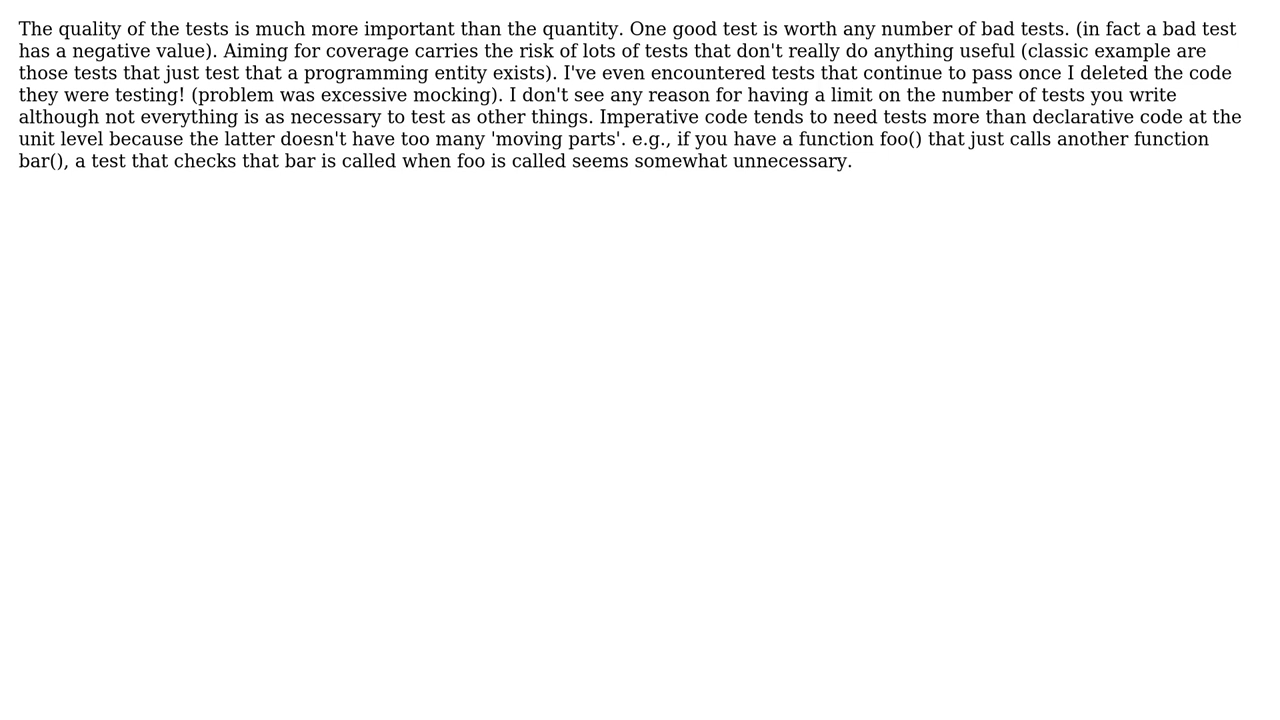 The quality of the tests is much more important than the quantity. One good test is worth any number of bad tests. (in fact a bad test
has a negative value). Aiming for coverage carries the risk of lots of tests that don't really do anything useful (classic example are
those tests that just test that a programming entity exists). I've even encountered tests that continue to pass once I deleted the code
they were testing! (problem was excessive mocking). I don't see any reason for having a limit on the number of tests you write
although not everything is as necessary to test as other things. Imperative code tends to need tests more than declarative code at the
unit level because the latter doesn't have too many 'moving parts'. e.g., if you have a function foo() that just calls another function
bar(), a test that checks that bar is called when foo is called seems somewhat unnecessary.